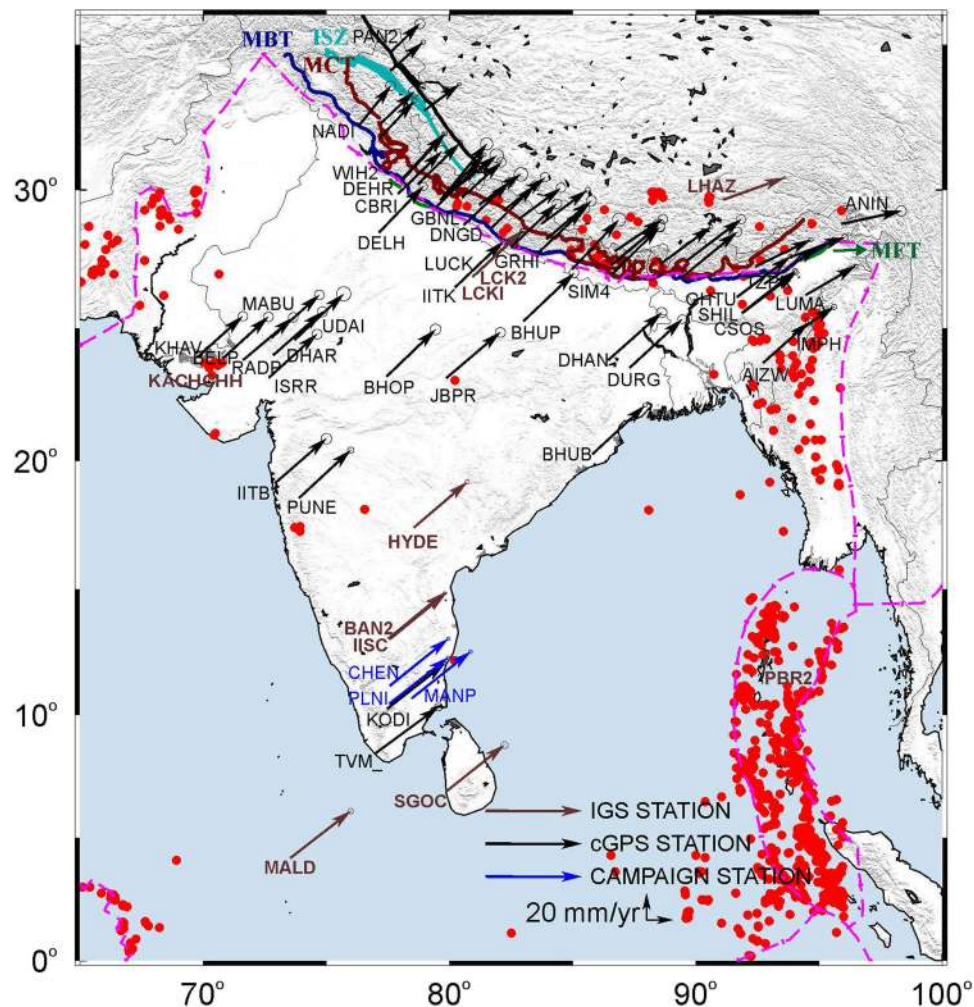 PAN2
MBT
ISZ
MCT
NADI
30°
WIH2
DEHR
CBRI
LHAZ
ANIN
GBNL
DELH
DNGD
MFT
LUCK
GRHI
LCK2
IITK
LCKI
SIM4
GHTU
LUMA
SHIL
CSOS
MABU
BHUP
UDAI
KHAV
BELP
RADP
DHAR
IMPH
DHAN
KACHCHH
ISRR
BHOP
JBPR
DURG
AIZW
20°
BHUB
IITB
PUNE
HYDE
BAN2
IISC
CHEN
PBR2
PLNI
MANP
10°
KODI
TVM_
SGOC
IGS STATION
cGPS STATION
MALD
CAMPAIGN STATION
20 mm/yr
0°
70°
80°
90°
100°